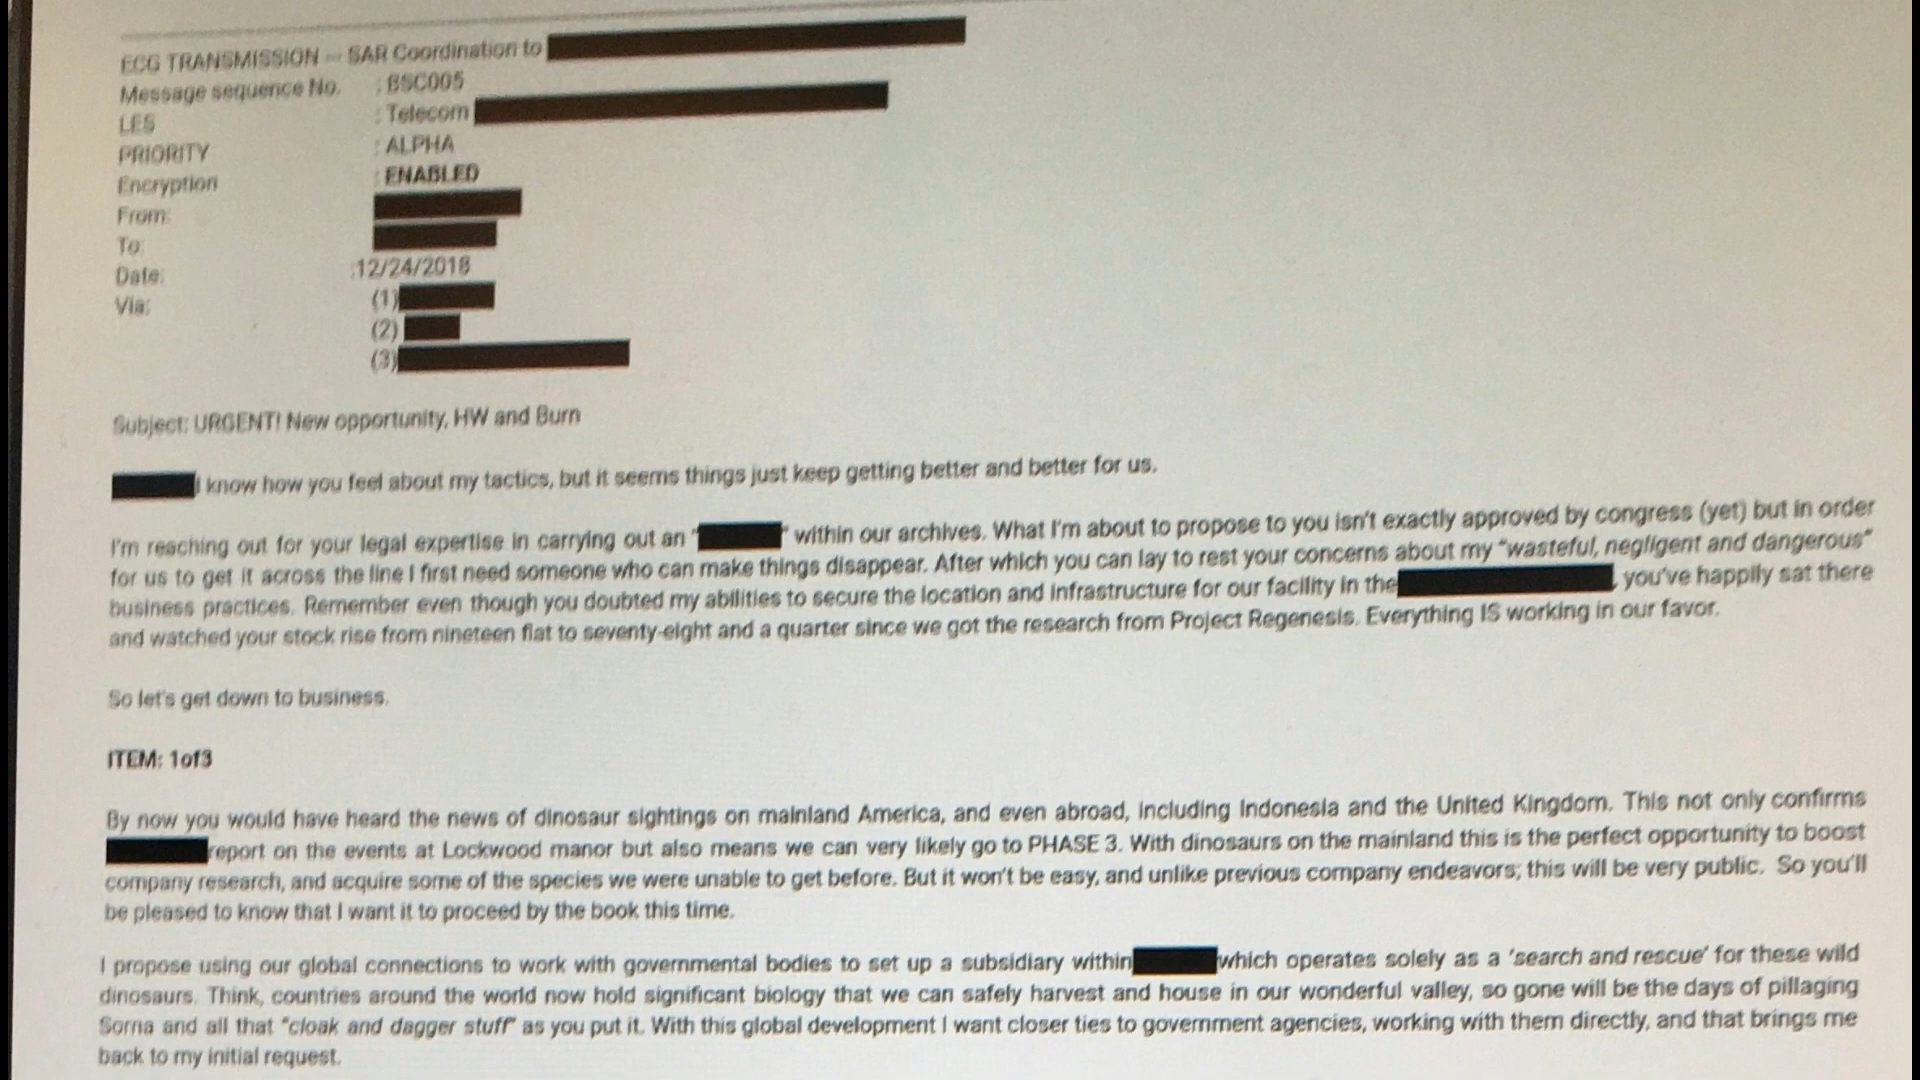 ECG TRANSMISSION – SAR Coordination to
Message sequence No. : BSC005
LES : Telecom
PRIORITY : ALPHA
Encryption : ENABLED
From:
To:
Date: :12/24/2018
Via: (1)
(2)
(3)
Subject: URGENT! New opportunity, HW and Burn
I know how you feel about my tactics, but it seems things just keep getting better and better for us.
I'm reaching out for your legal expertise in carrying out an " " within our archives. What I'm about to propose to you isn't exactly approved by congress (yet) but in order
for us to get it across the line I first need someone who can make things disappear. After which you can lay to rest your concerns about my "wasteful, negligent and dangerous"
business practices. Remember even though you doubted my abilities to secure the location and infrastructure for our facility in the , you've happily sat there
and watched your stock rise from nineteen flat to seventy-eight and a quarter since we got the research from Project Regenesis. Everything IS working in our favor.
So let's get down to business.
ITEM: 1of3
By now you would have heard the news of dinosaur sightings on mainland America, and even abroad, including Indonesia and the United Kingdom. This not only confirms
report on the events at Lockwood manor but also means we can very likely go to PHASE 3. With dinosaurs on the mainland this is the perfect opportunity to boost
company research, and acquire some of the species we were unable to get before. But it won't be easy, and unlike previous company endeavors; this will be very public. So you'll
be pleased to know that I want it to proceed by the book this time.
I propose using our global connections to work with governmental bodies to set up a subsidiary within which operates solely as a 'search and rescue' for these wild
dinosaurs. Think, countries around the world now hold significant biology that we can safely harvest and house in our wonderful valley, so gone will be the days of pillaging
Sorna and all that "cloak and dagger stuff" as you put it. With this global development I want closer ties to government agencies, working with them directly, and that brings me
back to my initial request.